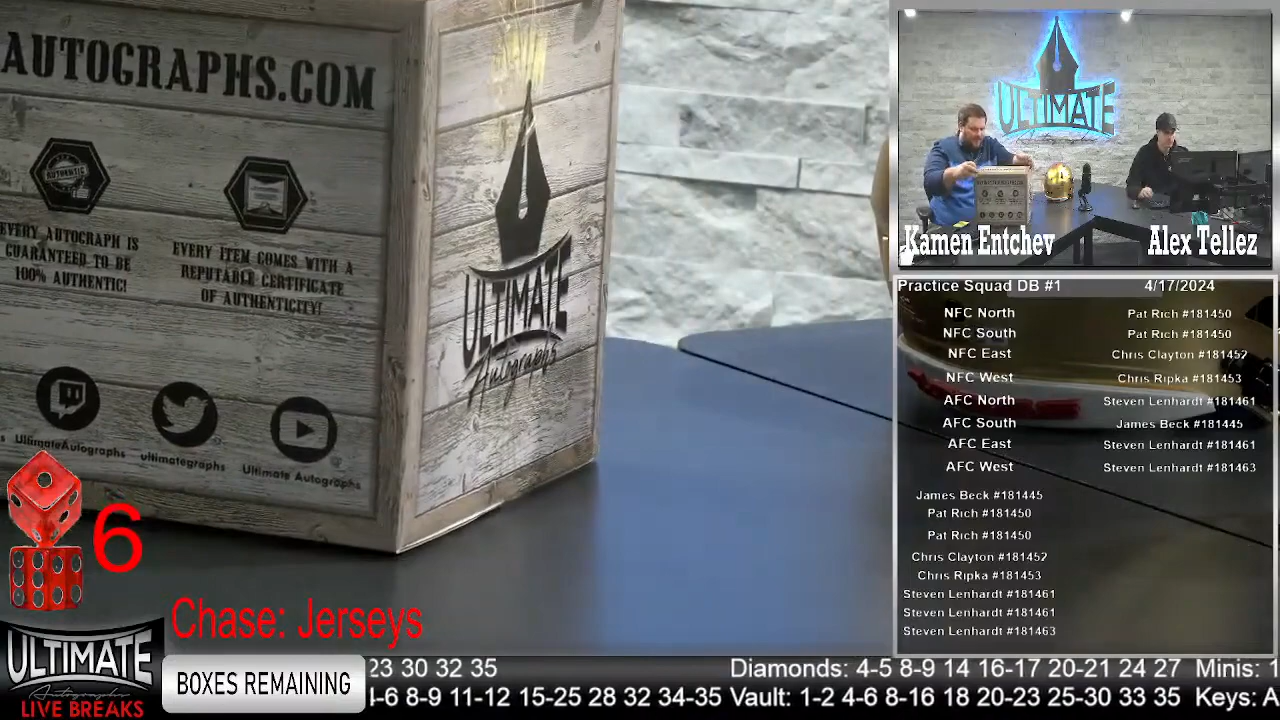 AUTOGRAPHS.COM
AUTHENTIC
EVERY AUTOGRAPH IS
GUARANTEED TO BE
100% AUTHENTIC!
EVERY ITEM COMES WITH A
REPUTABLE CERTIFICATE
OF AUTHENTICITY!
UltimateAutographs
@
ultimategraphs
@
Ultimate Autographs
ULTIMATE
Autographs
6
Chase: Jerseys
ULTIMATE
Autographs
LIVE BREAKS
BOXES REMAINING
23 30 32 35
Diamonds: 4-5 8-9 14 16-17 20-21 24 27 Minis: 1
4-6 8-9 11-12 15-25 28 32 34-35 Vault: 1-2 4-6 8-16 18 20-23 25-30 33 35 Keys: A
ULTIMATE
Kamen Entchev
Alex Tellez
Practice Squad DB #1 4/17/2024
NFC North Pat Rich #181450
NFC South Pat Rich #181450
NFC East Chris Clayton #181452
NFC West Chris Ripka #181453
AFC North Steven Lenhardt #181461
AFC South James Beck #181445
AFC East Steven Lenhardt #181461
AFC West Steven Lenhardt #181463
James Beck #181445
Pat Rich #181450
Pat Rich #181450
Chris Clayton #181452
Chris Ripka #181453
Steven Lenhardt #181461
Steven Lenhardt #181461
Steven Lenhardt #181463